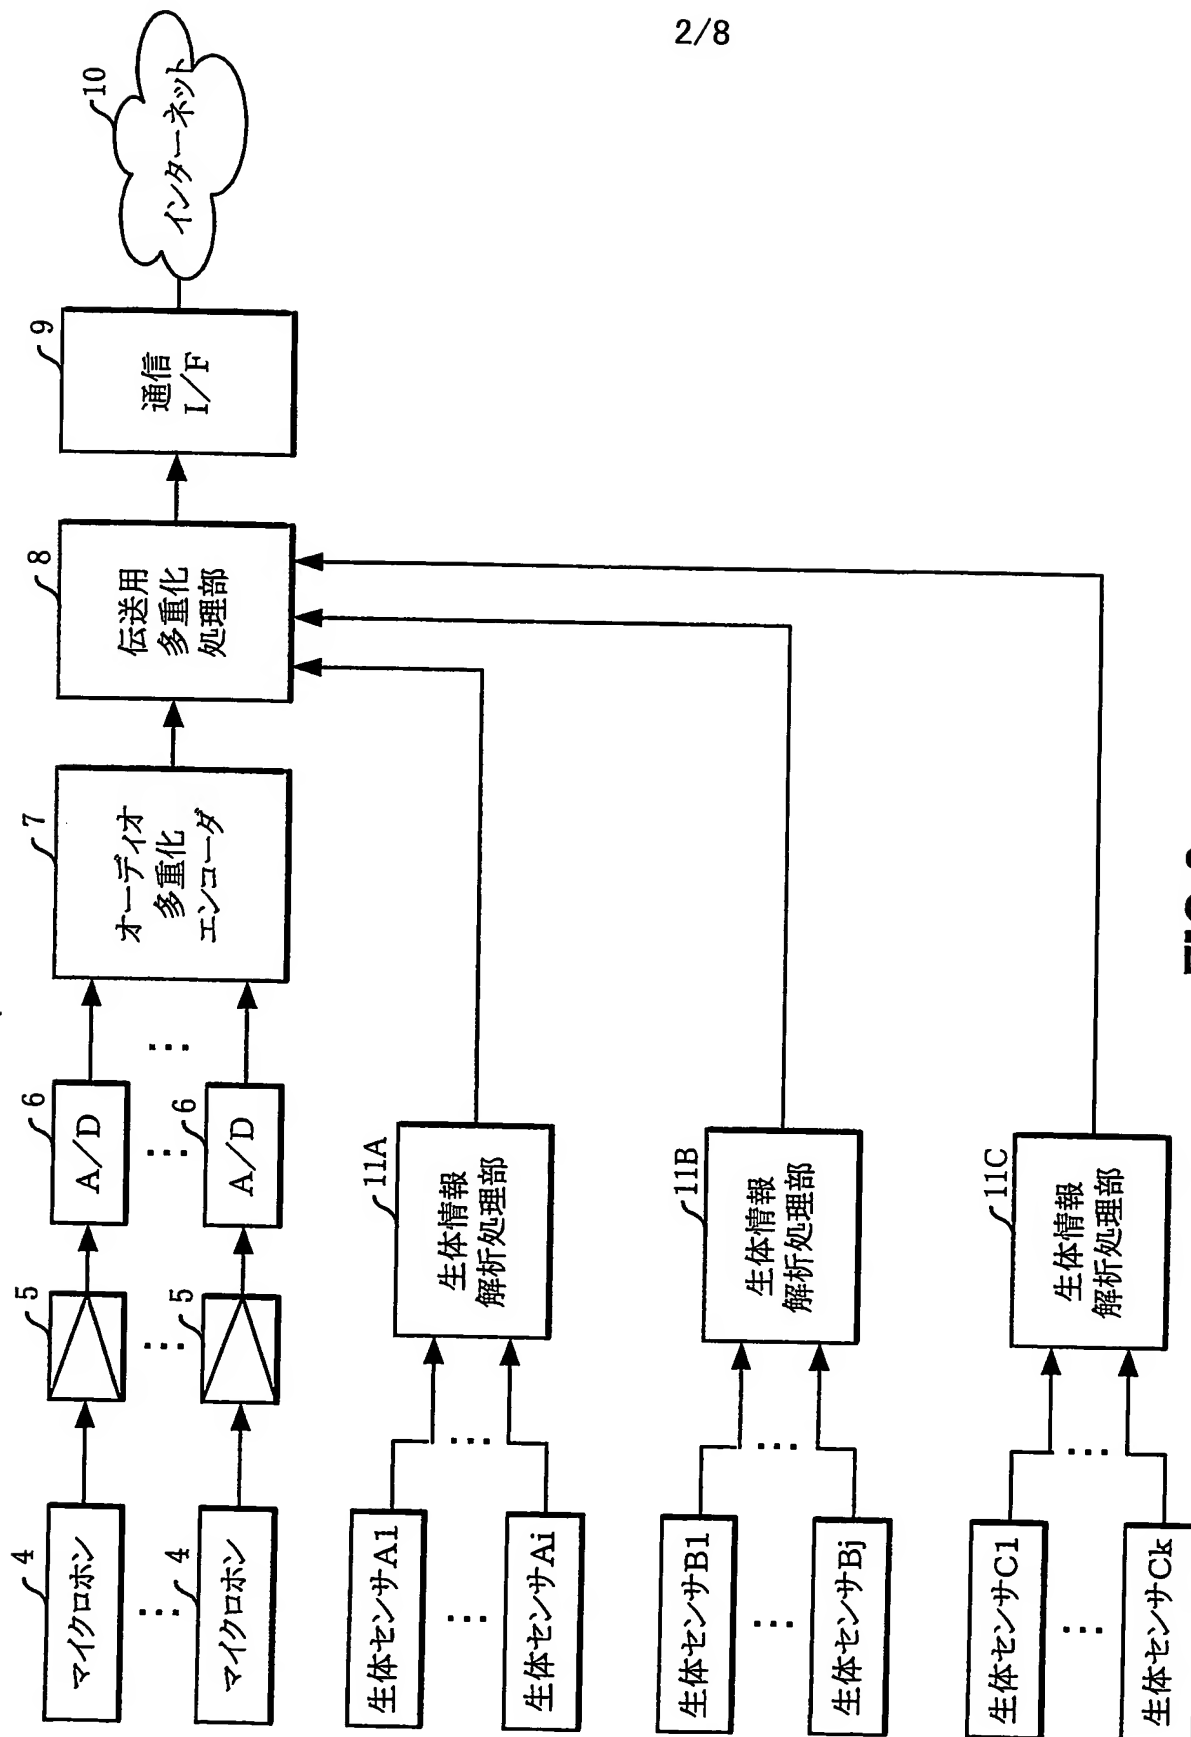 2/8
4
マイクロホン
5
6
A/D
7
オーディオ
多重化
エンコーダ
8
伝送用
多重化
処理部
9
通信
I/F
10
インターネット
…
4
マイクロホン
…
5
…
6
A/D
…
生体センサA1
…
生体センサAi
…
11A
生体情報
解析処理部
生体センサB1
…
生体センサBj
…
11B
生体情報
解析処理部
生体センサC1
…
生体センサCk
…
11C
生体情報
解析処理部